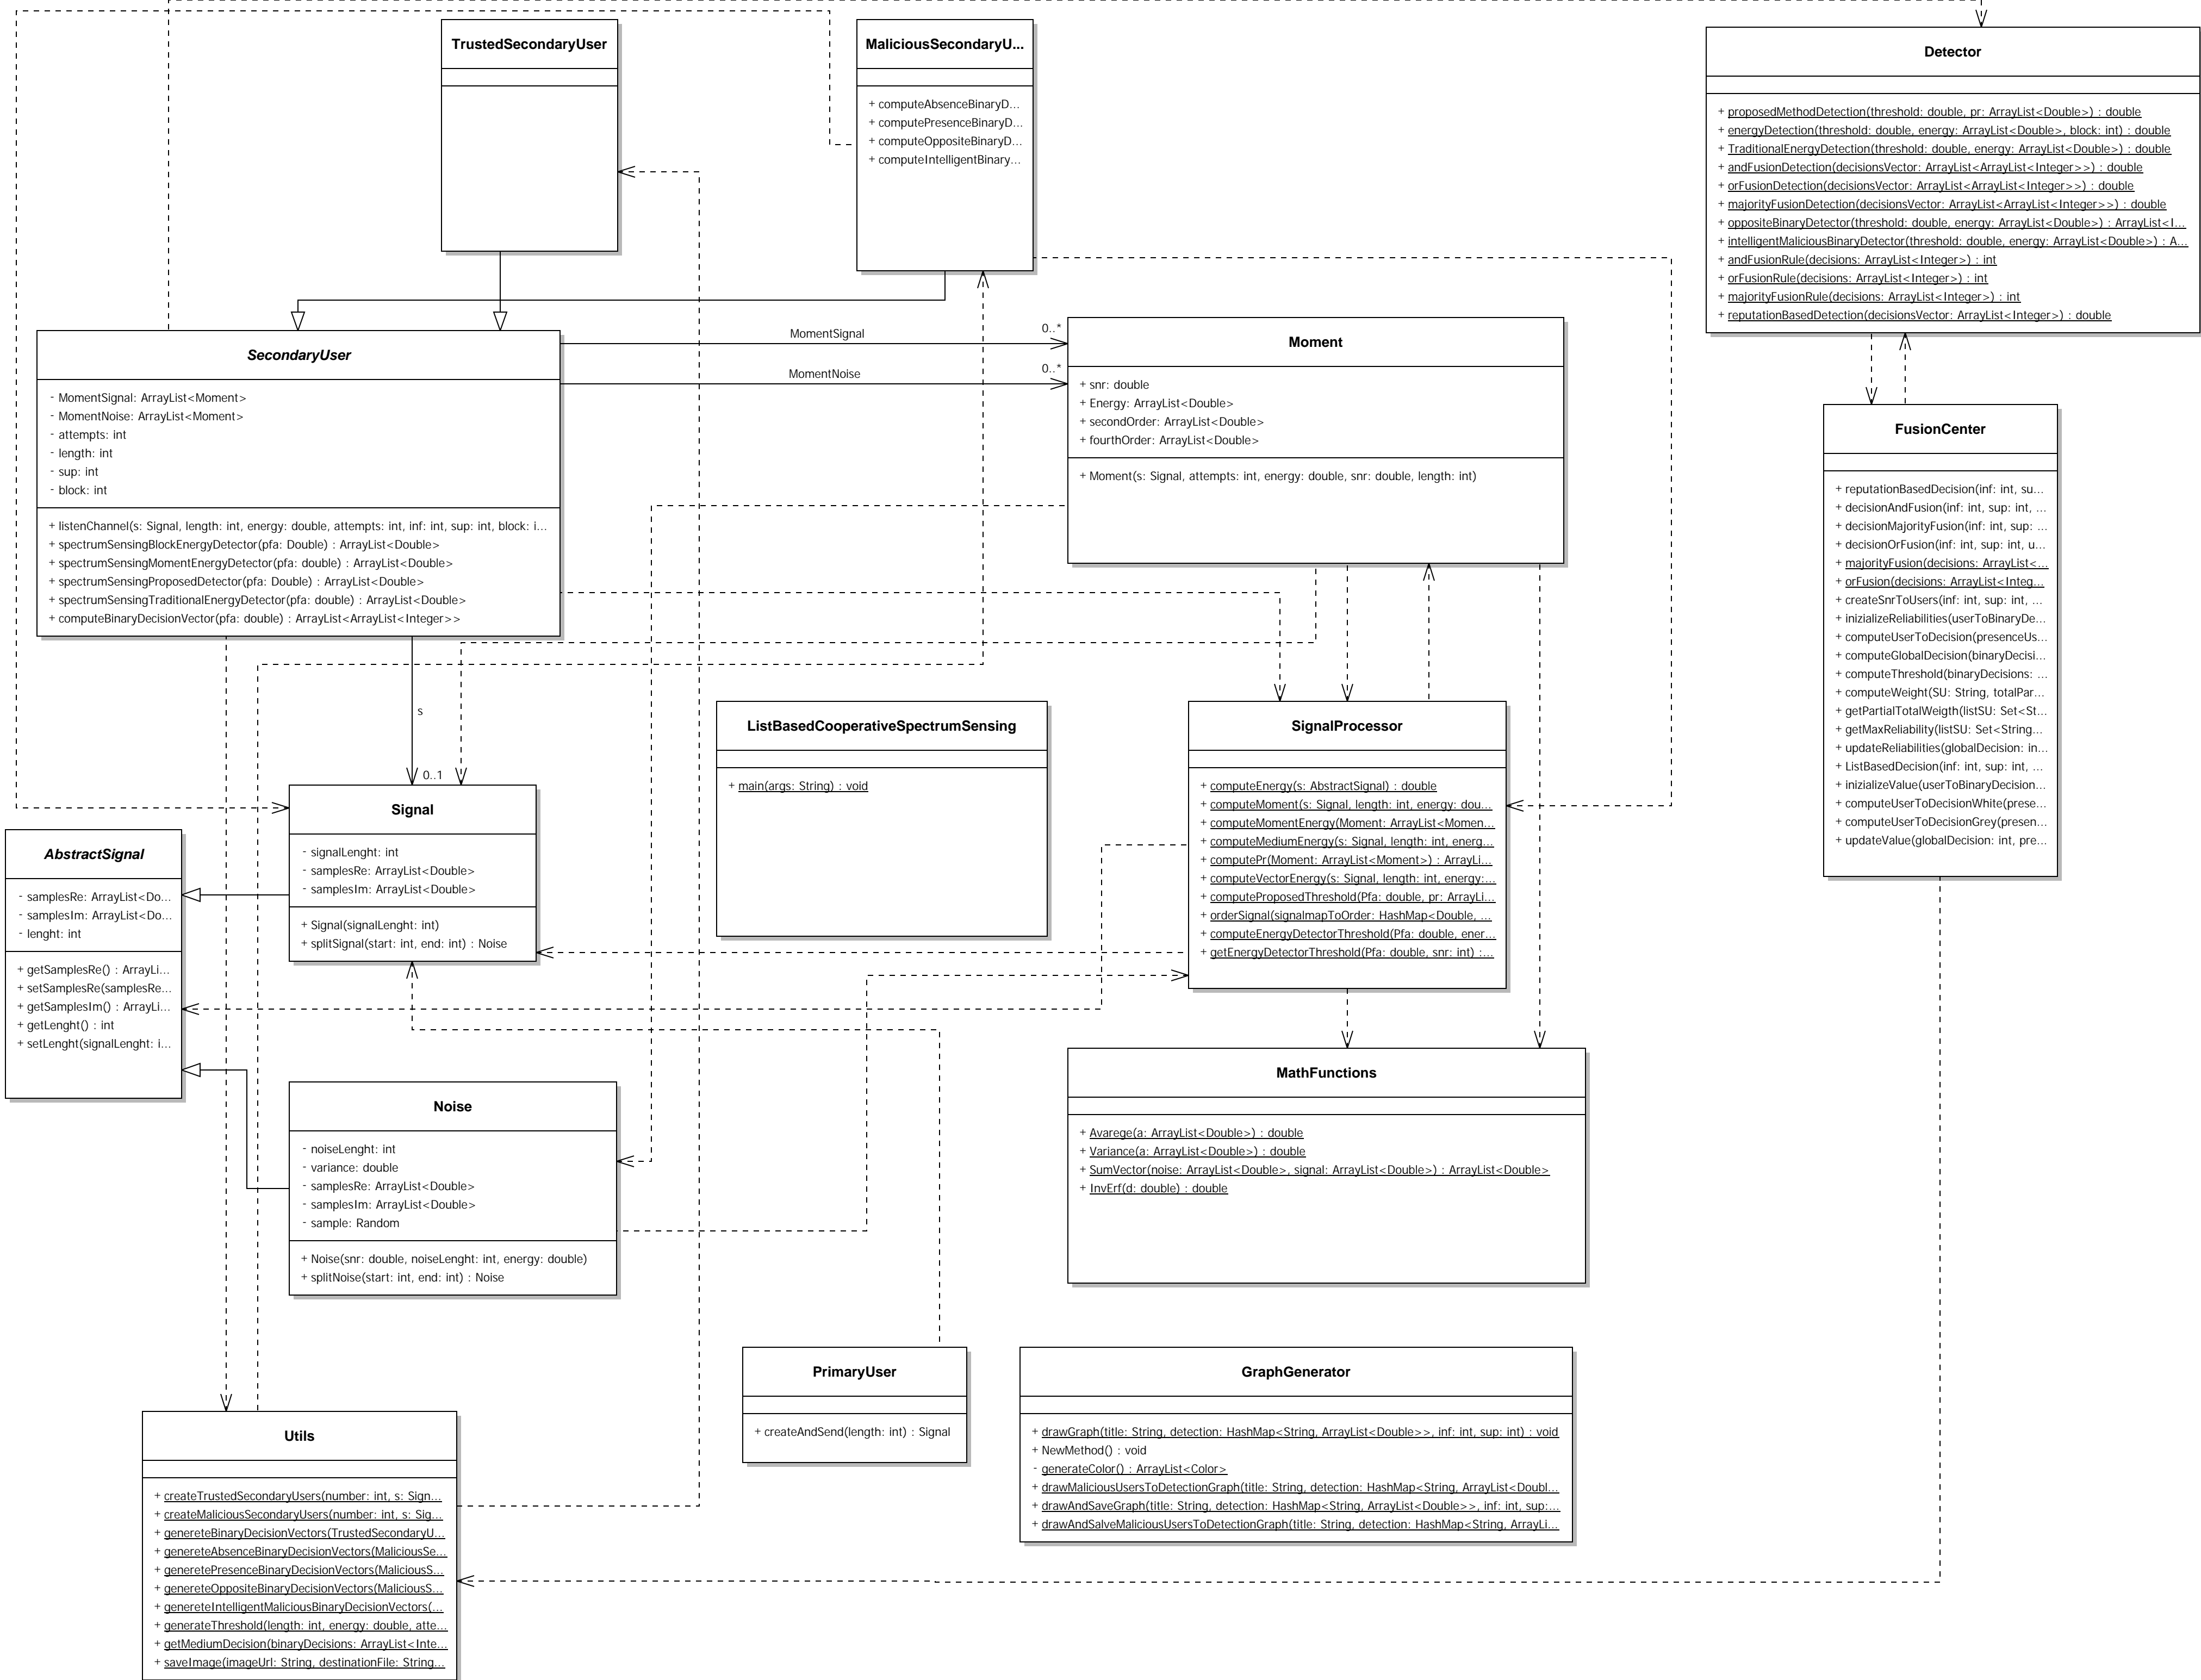 TrustedSecondaryUser
MaliciousSecondaryU...
+ computeAbsenceBinaryD...
+ computePresenceBinaryD...
+ computeOppositeBinaryD...
+ computeIntelligentBinary...
Detector
+ proposedMethodDetection(threshold: double, pr: ArrayList<Double>) : double
+ energyDetection(threshold: double, energy: ArrayList<Double>, block: int) : double
+ TraditionalEnergyDetection(threshold: double, energy: ArrayList<Double>) : double
+ andFusionDetection(decisionsVector: ArrayList<ArrayList<Integer>>) : double
+ orFusionDetection(decisionsVector: ArrayList<ArrayList<Integer>>) : double
+ majorityFusionDetection(decisionsVector: ArrayList<ArrayList<Integer>>) : double
+ oppositeBinaryDetector(threshold: double, energy: ArrayList<Double>) : ArrayList<I...
+ intelligentMaliciousBinaryDetector(threshold: double, energy: ArrayList<Double>) : A...
+ andFusionRule(decisions: ArrayList<Integer>) : int
+ orFusionRule(decisions: ArrayList<Integer>) : int
+ majorityFusionRule(decisions: ArrayList<Integer>) : int
+ reputationBasedDetection(decisionsVector: ArrayList<Integer>) : double
SecondaryUser
- MomentSignal: ArrayList<Moment>
- MomentNoise: ArrayList<Moment>
- attempts: int
- length: int
- sup: int
- block: int
+ listenChannel(s: Signal, length: int, energy: double, attempts: int, inf: int, sup: int, block: i...
+ spectrumSensingBlockEnergyDetector(pfa: Double) : ArrayList<Double>
+ spectrumSensingMomentEnergyDetector(pfa: double) : ArrayList<Double>
+ spectrumSensingProposedDetector(pfa: Double) : ArrayList<Double>
+ spectrumSensingTraditionalEnergyDetector(pfa: double) : ArrayList<Double>
+ computeBinaryDecisionVector(pfa: double) : ArrayList<ArrayList<Integer>>
MomentSignal
0..*
MomentNoise
0..*
Moment
+ snr: double
+ Energy: ArrayList<Double>
+ secondOrder: ArrayList<Double>
+ fourthOrder: ArrayList<Double>
+ Moment(s: Signal, attempts: int, energy: double, snr: double, length: int)
FusionCenter
+ reputationBasedDecision(inf: int, su...
+ decisionAndFusion(inf: int, sup: int, ...
+ decisionMajorityFusion(inf: int, sup: ...
+ decisionOrFusion(inf: int, sup: int, u...
+ majorityFusion(decisions: ArrayList<...
+ orFusion(decisions: ArrayList<Integ...
+ createSnrToUsers(inf: int, sup: int, ...
+ inizializeReliabilities(userToBinaryDe...
+ computeUserToDecision(presenceUs...
+ computeGlobalDecision(binaryDecisi...
+ computeThreshold(binaryDecisions: ...
+ computeWeight(SU: String, totalPar...
+ getPartialTotalWeigth(listSU: Set<St...
+ getMaxReliability(listSU: Set<String...
+ updateReliabilities(globalDecision: in...
+ ListBasedDecision(inf: int, sup: int, ...
+ inizializeValue(userToBinaryDecision...
+ computeUserToDecisionWhite(prese...
+ computeUserToDecisionGrey(presen...
+ updateValue(globalDecision: int, pre...
s
0..1
ListBasedCooperativeSpectrumSensing
+ main(args: String) : void
SignalProcessor
+ computeEnergy(s: AbstractSignal) : double
+ computeMoment(s: Signal, length: int, energy: dou...
+ computeMomentEnergy(Moment: ArrayList<Momen...
+ computeMediumEnergy(s: Signal, length: int, energ...
+ computePr(Moment: ArrayList<Moment>) : ArrayLi...
+ computeVectorEnergy(s: Signal, length: int, energy:...
+ computeProposedThreshold(Pfa: double, pr: ArrayLi...
+ orderSignal(signalmapToOrder: HashMap<Double, ...
+ computeEnergyDetectorThreshold(Pfa: double, ener...
+ getEnergyDetectorThreshold(Pfa: double, snr: int) :...
Signal
- signalLenght: int
- samplesRe: ArrayList<Double>
- samplesIm: ArrayList<Double>
+ Signal(signalLenght: int)
+ splitSignal(start: int, end: int) : Noise
AbstractSignal
- samplesRe: ArrayList<Do...
- samplesIm: ArrayList<Do...
- lenght: int
+ getSamplesRe() : ArrayLi...
+ setSamplesRe(samplesRe...
+ getSamplesIm() : ArrayLi...
+ getLenght() : int
+ setLenght(signalLenght: i...
Noise
- noiseLenght: int
- variance: double
- samplesRe: ArrayList<Double>
- samplesIm: ArrayList<Double>
- sample: Random
+ Noise(snr: double, noiseLenght: int, energy: double)
+ splitNoise(start: int, end: int) : Noise
MathFunctions
+ Avarege(a: ArrayList<Double>) : double
+ Variance(a: ArrayList<Double>) : double
+ SumVector(noise: ArrayList<Double>, signal: ArrayList<Double>) : ArrayList<Double>
+ InvErf(d: double) : double
PrimaryUser
+ createAndSend(length: int) : Signal
GraphGenerator
+ drawGraph(title: String, detection: HashMap<String, ArrayList<Double>>, inf: int, sup: int) : void
+ NewMethod() : void
- generateColor() : ArrayList<Color>
+ drawMaliciousUsersToDetectionGraph(title: String, detection: HashMap<String, ArrayList<Doubl...
+ drawAndSaveGraph(title: String, detection: HashMap<String, ArrayList<Double>>, inf: int, sup:...
+ drawAndSalveMaliciousUsersToDetectionGraph(title: String, detection: HashMap<String, ArrayLi...
Utils
+ createTrustedSecondaryUsers(number: int, s: Sign...
+ createMaliciousSecondaryUsers(number: int, s: Sig...
+ genereteBinaryDecisionVectors(TrustedSecondaryU...
+ genereteAbsenceBinaryDecisionVectors(MaliciousSe...
+ generetePresenceBinaryDecisionVectors(MaliciousS...
+ genereteOppositeBinaryDecisionVectors(MaliciousS...
+ genereteIntelligentMaliciousBinaryDecisionVectors(...
+ generateThreshold(length: int, energy: double, atte...
+ getMediumDecision(binaryDecisions: ArrayList<Inte...
+ saveImage(imageUrl: String, destinationFile: String...